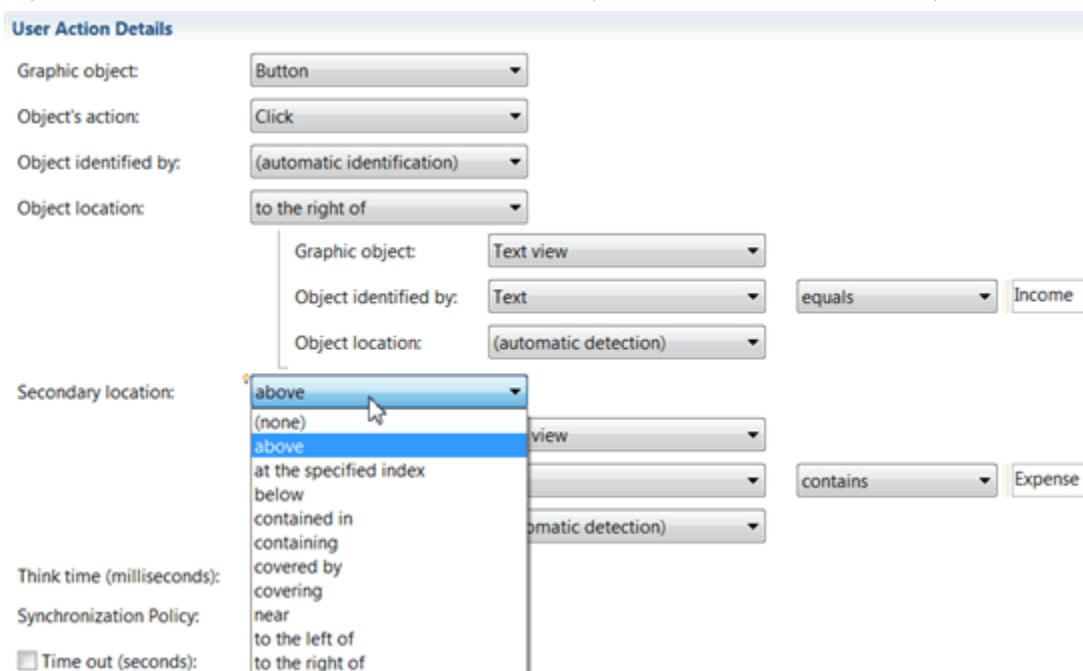 User Action Details
Graphic object: Button
Object's action: Click
Object identified by: (automatic identification)
Object location: to the right of
Graphic object: Text view
Object identified by: Text equals Income
Object location: (automatic detection)
Secondary location: above
(none)
above view
at the specified index
contains Expense
below
contained in
containing omatic detection)
covered by
Think time (milliseconds):
covering
Synchronization Policy: near
to the left of
Time out (seconds): to the right of